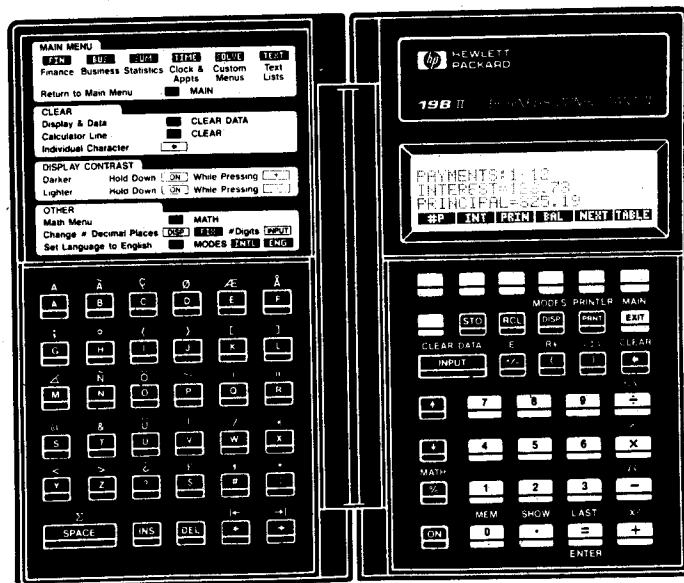 MAIN MENU
FIN BUS SUM TIME SOLVE TEXT
Finance Business Statistics Clock & Appts Custom Menus Text Lists
Return to Main Menu MAIN
CLEAR
Display & Data CLEAR DATA
Calculator Line CLEAR
Individual Character ←
DISPLAY CONTRAST
Darker Hold Down ON While Pressing +
Lighter Hold Down ON While Pressing
OTHER
Math Menu MATH
Change # Decimal Places DISP FIX #Digits INPUT
Set Language to English MODES INTL ENG
A Ã Ç Ø Æ Å
A B C D E F
G H I J K L
Ñ Ö
M N O P Q R
& Ü /
S T U V W X
< > ¿
Y Z ? $ # :
Σ |← →|
SPACE INS DEL ← →
hp HEWLETT
PACKARD
19B II
PAYMENTS:1-12
PRINCIPAL=525.19
#P INT PRIN BAL NEXT TABLE
MODES PRINTER MAIN
STO RCL DISP PRNT EXIT
CLEAR DATA E R↓ CLEAR
INPUT +/- ( ) ←
↑ 7 8 9 ÷
↓ 4 5 6 ×
MATH
% 1 2 3 −
MEM SHOW LAST
ON 0 · = +
ENTER